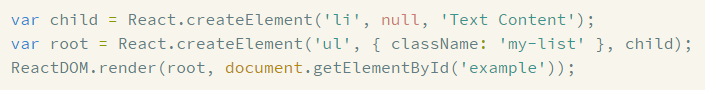 var child = React.createElement('li', null, 'Text Content');
var root = React.createElement('ul', { className: 'my-list' }, child);
ReactDOM.render(root, document.getElementById('example'));